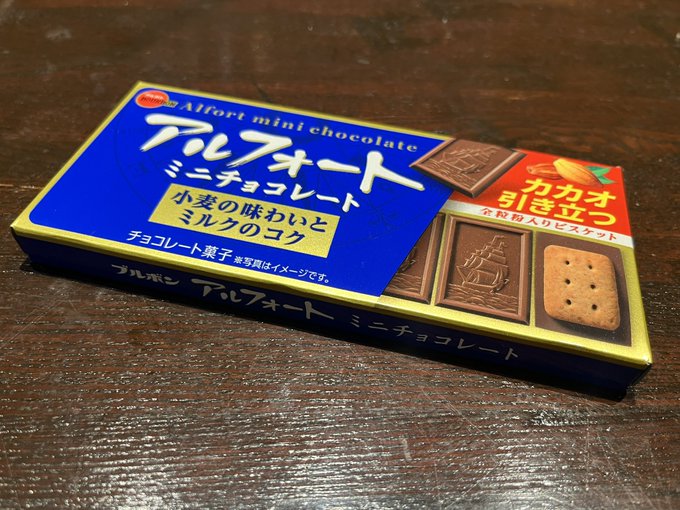 BOURBON
Alfort mini chocolate
アルフォート
ミニチョコレート
小麦の味わいと
ミルクのコク
チョコレート菓子 ※写真はイメージです。
カカオ
引き立つ
全粒粉入りビスケット
ブルボン アルフォート ミニチョコレート